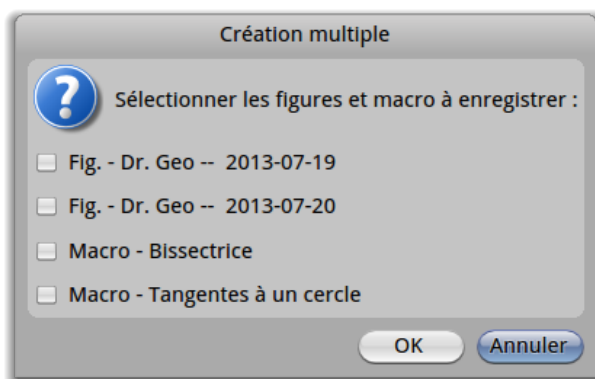 Création multiple
Sélectionner les figures et macro à enregistrer :
Fig. - Dr. Geo --  2013-07-19
Fig. - Dr. Geo --  2013-07-20
Macro - Bissectrice
Macro - Tangentes à un cercle
OK Annuler